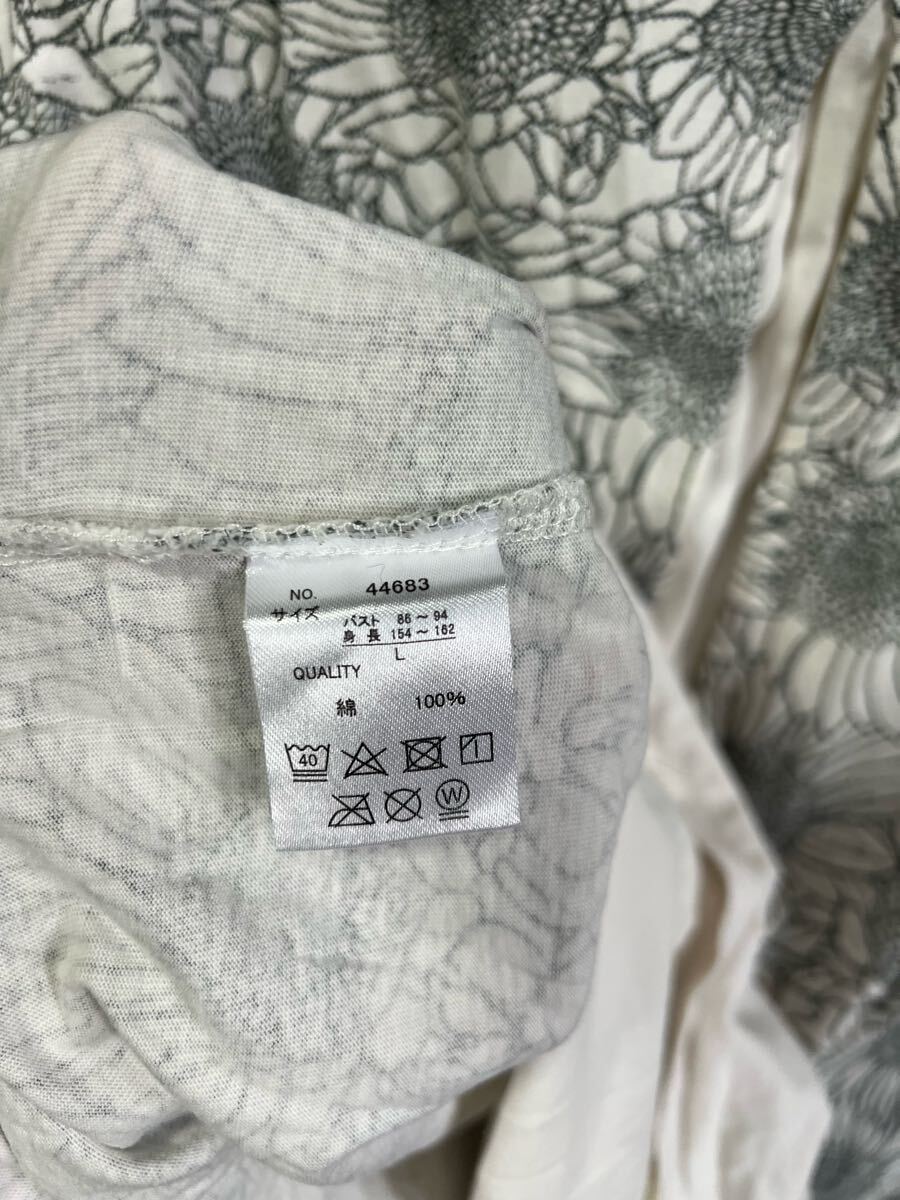 NO. 44683
サイズ バスト 86～94
身長 154～162
L
QUALITY
綿 100%
40
W